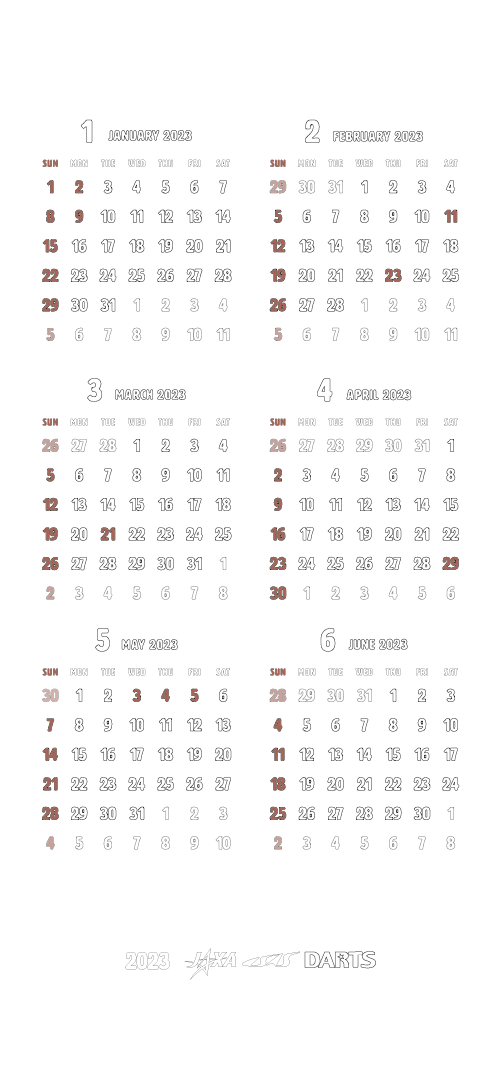 1 JANUARY 2023
SUN MON TUE WED THU FRI SAT
1 2 3 4 5 6 7
8 9 10 11 12 13 14
15 16 17 18 19 20 21
22 23 24 25 26 27 28
29 30 31 1 2 3 4
5 6 7 8 9 10 11
2 FEBRUARY 2023
SUN MON TUE WED THU FRI SAT
29 30 31 1 2 3 4
5 6 7 8 9 10 11
12 13 14 15 16 17 18
19 20 21 22 23 24 25
26 27 28 1 2 3 4
5 6 7 8 9 10 11
3 MARCH 2023
SUN MON TUE WED THU FRI SAT
26 27 28 1 2 3 4
5 6 7 8 9 10 11
12 13 14 15 16 17 18
19 20 21 22 23 24 25
26 27 28 29 30 31 1
2 3 4 5 6 7 8
4 APRIL 2023
SUN MON TUE WED THU FRI SAT
26 27 28 29 30 31 1
2 3 4 5 6 7 8
9 10 11 12 13 14 15
16 17 18 19 20 21 22
23 24 25 26 27 28 29
30 1 2 3 4 5 6
5 MAY 2023
SUN MON TUE WED THU FRI SAT
30 1 2 3 4 5 6
7 8 9 10 11 12 13
14 15 16 17 18 19 20
21 22 23 24 25 26 27
28 29 30 31 1 2 3
4 5 6 7 8 9 10
6 JUNE 2023
SUN MON TUE WED THU FRI SAT
28 29 30 31 1 2 3
4 5 6 7 8 9 10
11 12 13 14 15 16 17
18 19 20 21 22 23 24
25 26 27 28 29 30 1
2 3 4 5 6 7 8
2023 JAXA DARTS